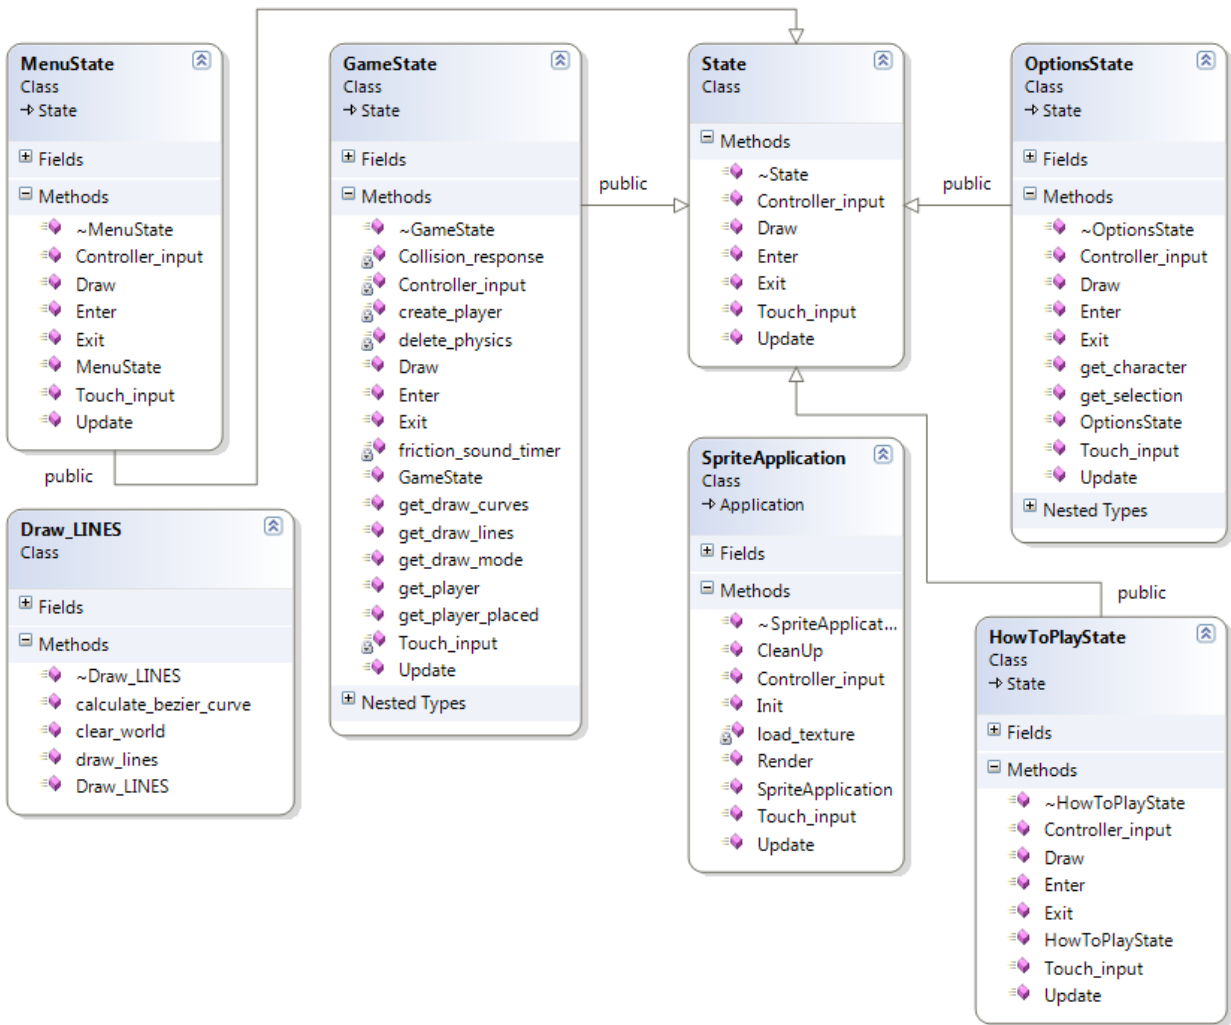 MenuState
Class
State
Fields
Methods
~MenuState
Controller_input
Draw
Enter
Exit
MenuState
Touch_input
Update
public
Draw_LINES
Class
Fields
Methods
~Draw_LINES
calculate_bezier_curve
clear_world
draw_lines
Draw_LINES
GameState
Class
State
Fields
Methods
~GameState
Collision_response
Controller_input
create_player
delete_physics
Draw
Enter
Exit
friction_sound_timer
GameState
get_draw_curves
get_draw_lines
get_draw_mode
get_player
get_player_placed
Touch_input
Update
Nested Types
public
State
Class
Methods
~State
Controller_input
Draw
Enter
Exit
Touch_input
Update
SpriteApplication
Class
Application
Fields
Methods
~SpriteApplicat...
CleanUp
Controller_input
Init
load_texture
Render
SpriteApplication
Touch_input
Update
public
OptionsState
Class
State
Fields
Methods
~OptionsState
Controller_input
Draw
Enter
Exit
get_character
get_selection
OptionsState
Touch_input
Update
Nested Types
public
HowToPlayState
Class
State
Fields
Methods
~HowToPlayState
Controller_input
Draw
Enter
Exit
HowToPlayState
Touch_input
Update